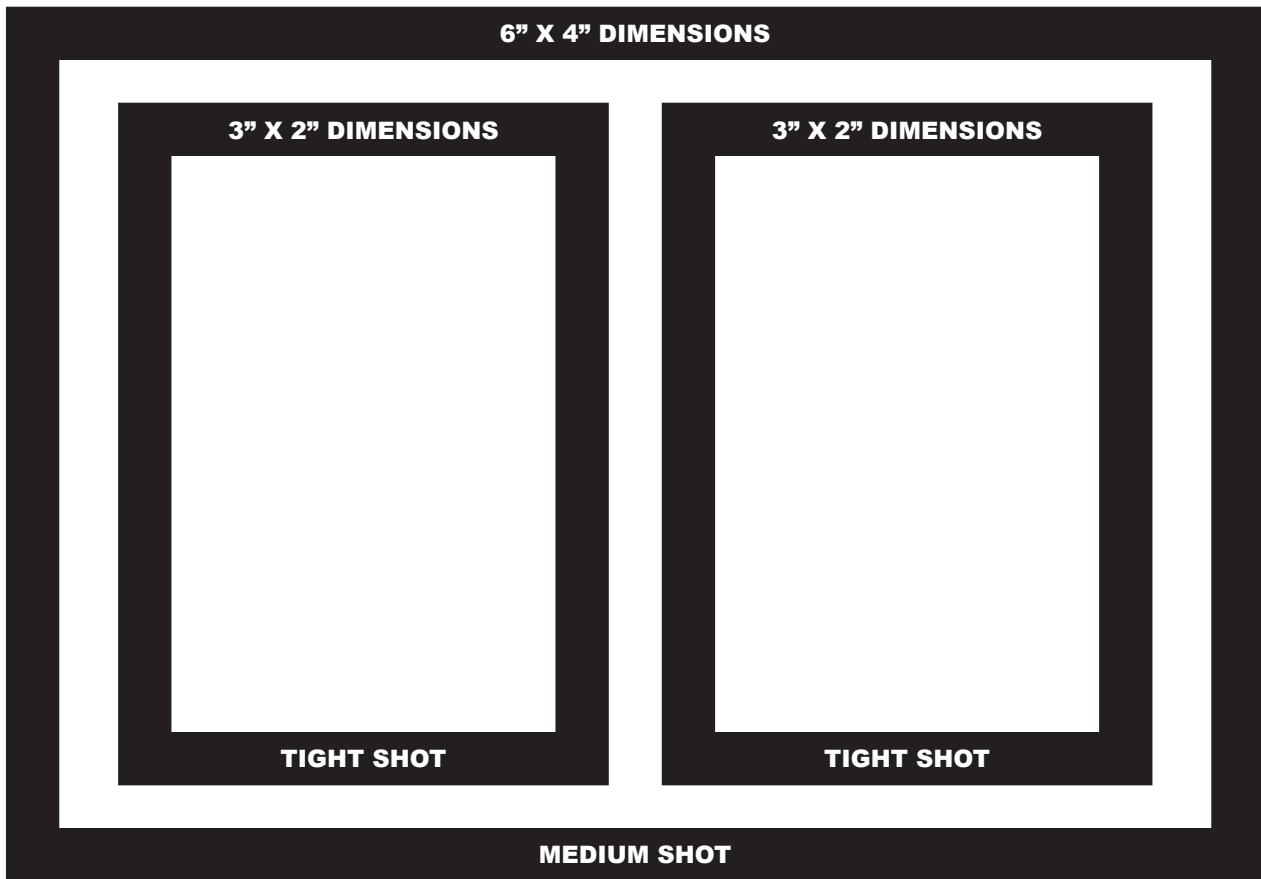 6” X 4” DIMENSIONS
3” X 2” DIMENSIONS
3” X 2” DIMENSIONS
TIGHT SHOT
TIGHT SHOT
MEDIUM SHOT